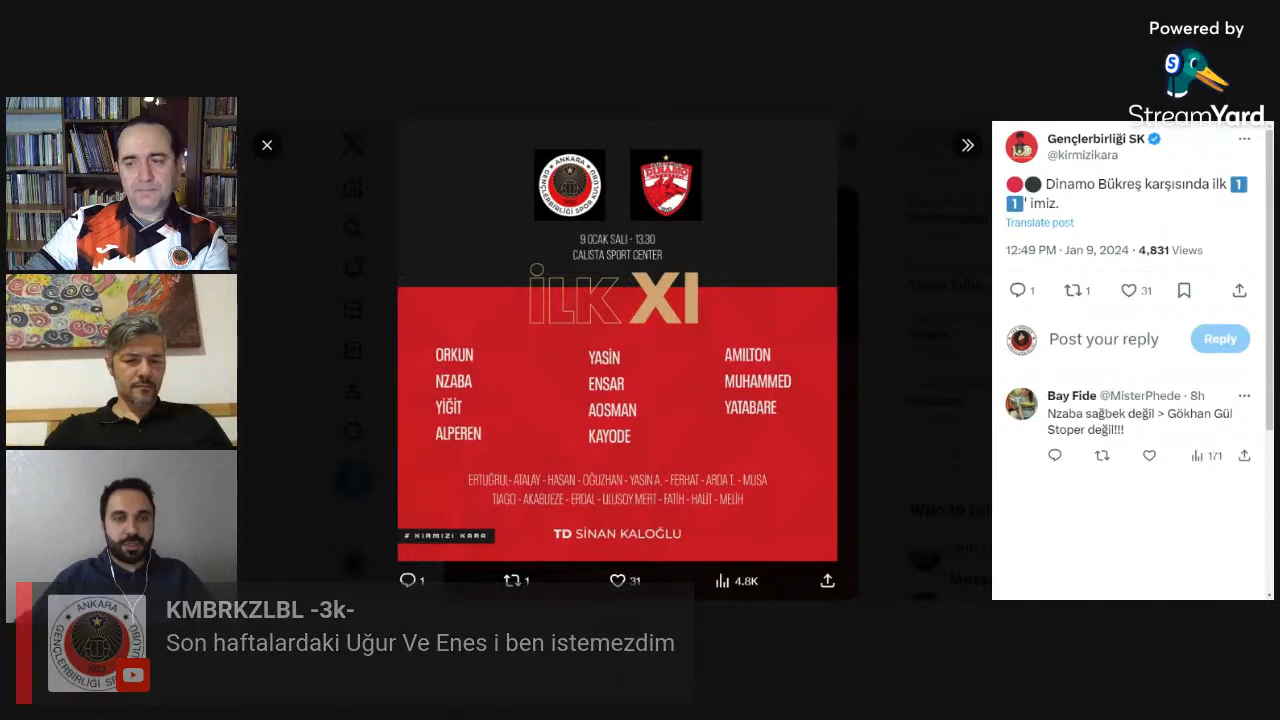 Powered by
StreamYard
9 OCAK SALI - 13.30
CALISTA SPORT CENTER
İLK XI
ORKUN
NZABA
YİĞİT
ALPEREN
YASİN
ENSAR
AOSMAN
KAYODE
AMILTON
MUHAMMED
YATABARE
ERTUĞRUL- ATALAY - HASAN - OĞUZHAN - YASİN A. - FERHAT - ARDA T. - MUSA
TIAGO - AKABUEZE - ERDAL - ULUSOY MERT - FATİH - HALİT - MELİH
# KIRMIZI KARA
TD SİNAN KALOĞLU
1
1
31
4.8K
Gençlerbirliği SK
@kirmizikara
Dinamo Bükreş karşısında ilk 1
1' imiz.
Translate post
12:49 PM · Jan 9, 2024 · 4,831 Views
1
1
31
Post your reply
Reply
Bay Fide @MisterPhede · 8h
Nzaba sağbek değil > Gökhan Gül
Stoper değil!!!
171
KMBRKZLBL -3k-
Son haftalardaki Uğur Ve Enes i ben istemezdim